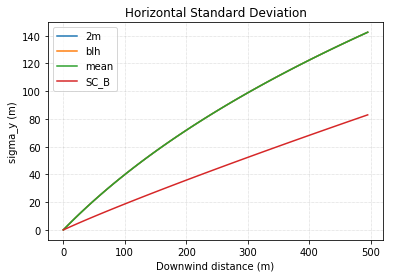 Horizontal Standard Deviation
2m
blh
mean
SC_B
sigma_y (m)
140
120
100
80
60
40
20
0
0 100 200 300 400 500
Downwind distance (m)